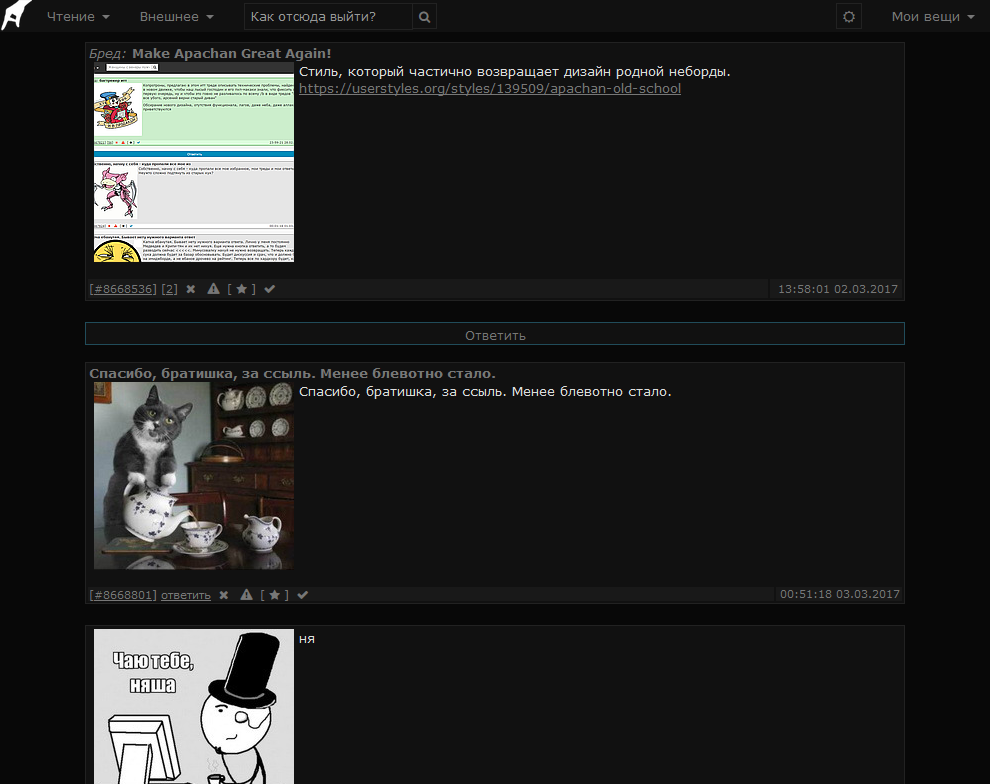 Чтение
Внешнее
Как отсюда выйти?
Мои вещи
Бред: Make Apachan Great Again!
Стиль, который частично возвращает дизайн родной неборды.
https://userstyles.org/styles/139509/apachan-old-school
Ответить
[#8668536] [2] [ ★ ]
13:58:01 02.03.2017
Ответить
Спасибо, братишка, за ссыль. Менее блевотно стало.
Спасибо, братишка, за ссыль. Менее блевотно стало.
[#8668801] ответить [ ★ ]
00:51:18 03.03.2017
ня
Чаю тебе,
няша